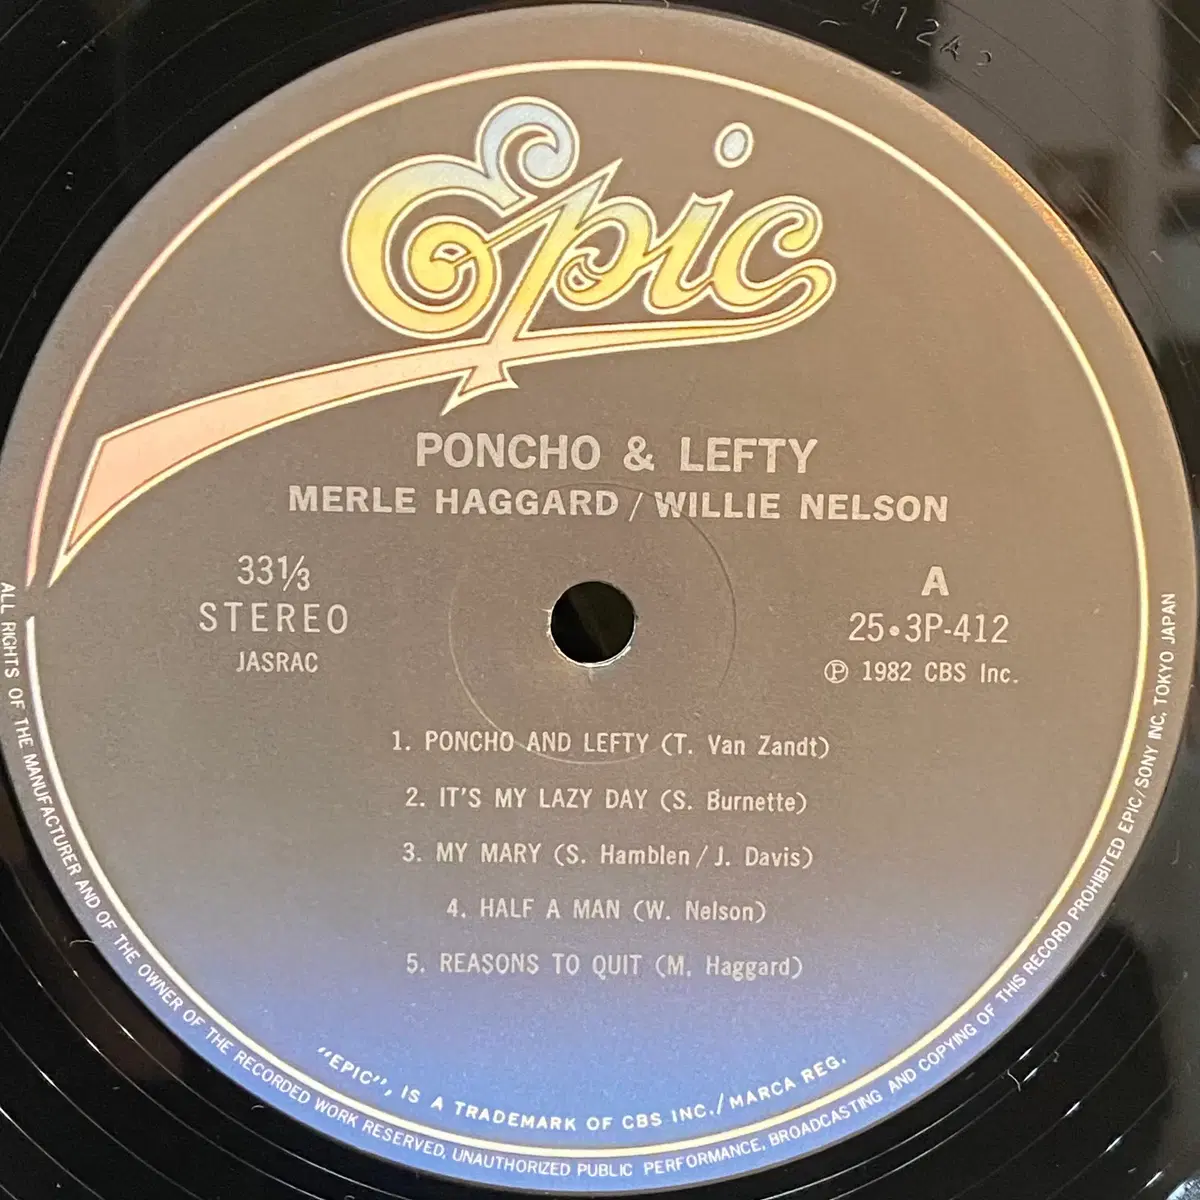 412A2
Epic
PONCHO & LEFTY
MERLE HAGGARD / WILLIE NELSON
33 1/3
STEREO
JASRAC
A
25•3P-412
Ⓟ 1982 CBS Inc.
1. PONCHO AND LEFTY (T. Van Zandt)
2. IT'S MY LAZY DAY (S. Burnette)
3. MY MARY (S. Hamblen / J. Davis)
4. HALF A MAN (W. Nelson)
5. REASONS TO QUIT (M. Haggard)
"EPIC", IS A TRADEMARK OF CBS INC./MARCA REG.
ALL RIGHTS OF THE MANUFACTURER AND OF THE OWNER OF THE RECORDED WORK RESERVED, UNAUTHORIZED PUBLIC PERFORMANCE, BROADCASTING AND COPYING OF THIS RECORD PROHIBITED EPIC/SONY INC, TOKYO JAPAN